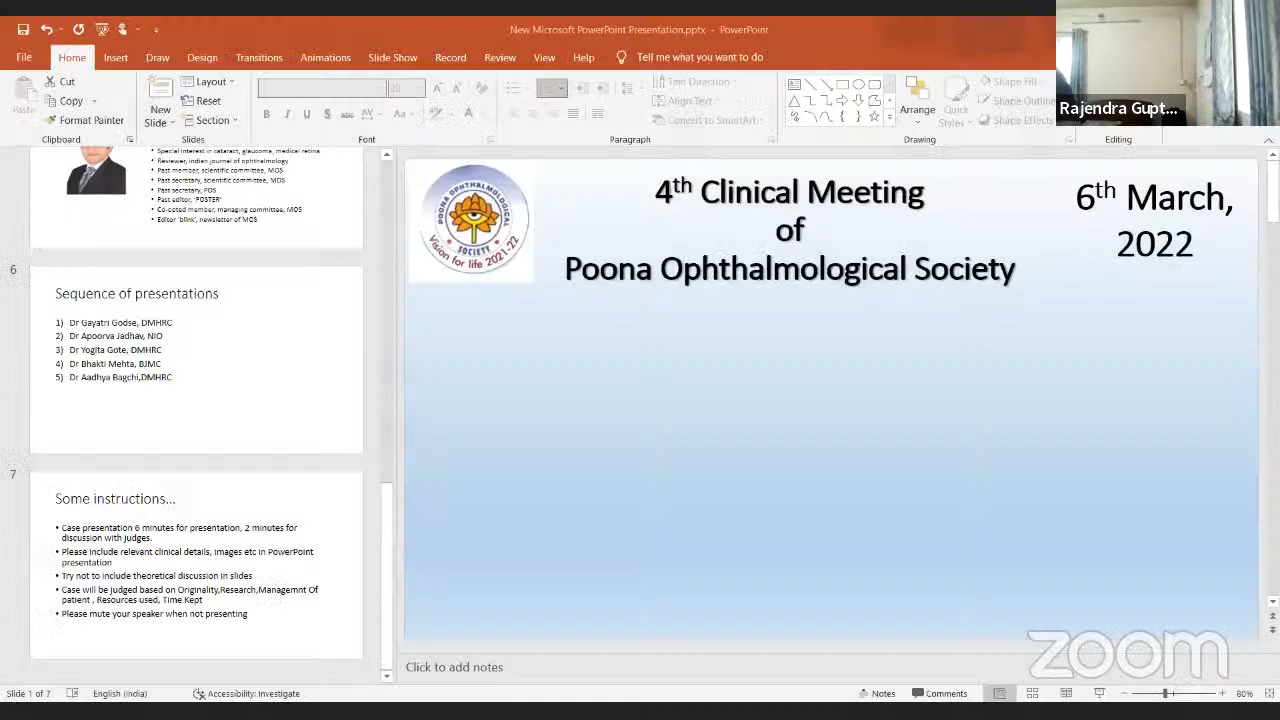 New Microsoft PowerPoint Presentation.pptx - PowerPoint
File Home Insert Draw Design Transitions Animations Slide Show Record Review View Help Tell me what you want to do
Paste
Cut
Copy
Format Painter
Clipboard
New
Slide
Layout
Reset
Section
Slides
B I U S abc AV Aa A
Font
Text Direction
Align Text
Convert to SmartArt
Paragraph
Arrange
Quick
Styles
Shape Fill
Shape Outline
Shape Effects
Drawing
Editing
Rajendra Gupt...
Special interest in cataract, glaucoma, medical retina
• Reviewer, indian journal of ophthalmology
• Past member, scientific committee, MOS
• Past secretary, scientific committee, MOS
• Past secretary, POS
• Past editor, 'POSTER'
• Co-opted member, managing committee, MOS
• Editor 'blink', newsletter of MOS
6
Sequence of presentations
1) Dr Gayatri Godse, DMHRC
2) Dr Apoorva Jadhav, NIO
3) Dr Yogita Gote, DMHRC
4) Dr Bhakti Mehta, BJMC
5) Dr Aadhya Bagchi,DMHRC
7
Some instructions...
• Case presentation 6 minutes for presentation, 2 minutes for
discussion with judges.
• Please include relevant clinical details, images etc in PowerPoint
presentation
• Try not to include theoretical discussion in slides
• Case will be judged based on Originality,Research,Managemnt Of
patient , Resources used, Time Kept
• Please mute your speaker when not presenting
POONA OPHTHALMOLOGICAL
SOCIETY
Vision for life 2021-22
4th Clinical Meeting
of
Poona Ophthalmological Society
6th March,
2022
zoom
Click to add notes
Slide 1 of 7 English (India) Accessibility: Investigate Notes Comments 80%